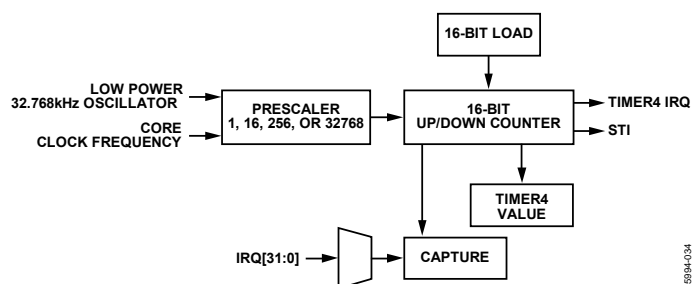 16-BIT LOAD
LOW POWER
32.768kHz OSCILLATOR
CORE
CLOCK FREQUENCY
PRESCALER
1, 16, 256, OR 32768
16-BIT
UP/DOWN COUNTER
TIMER4 IRQ
STI
TIMER4
VALUE
IRQ[31:0]
CAPTURE
5994-034